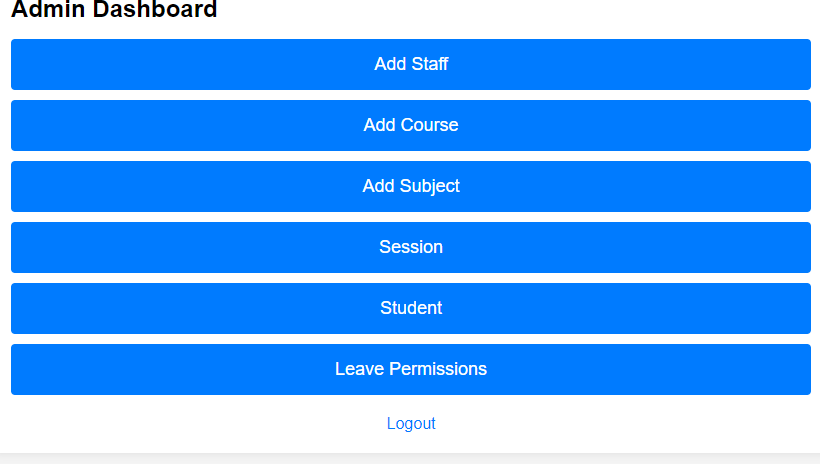 Admin Dashboard
Add Staff
Add Course
Add Subject
Session
Student
Leave Permissions
Logout